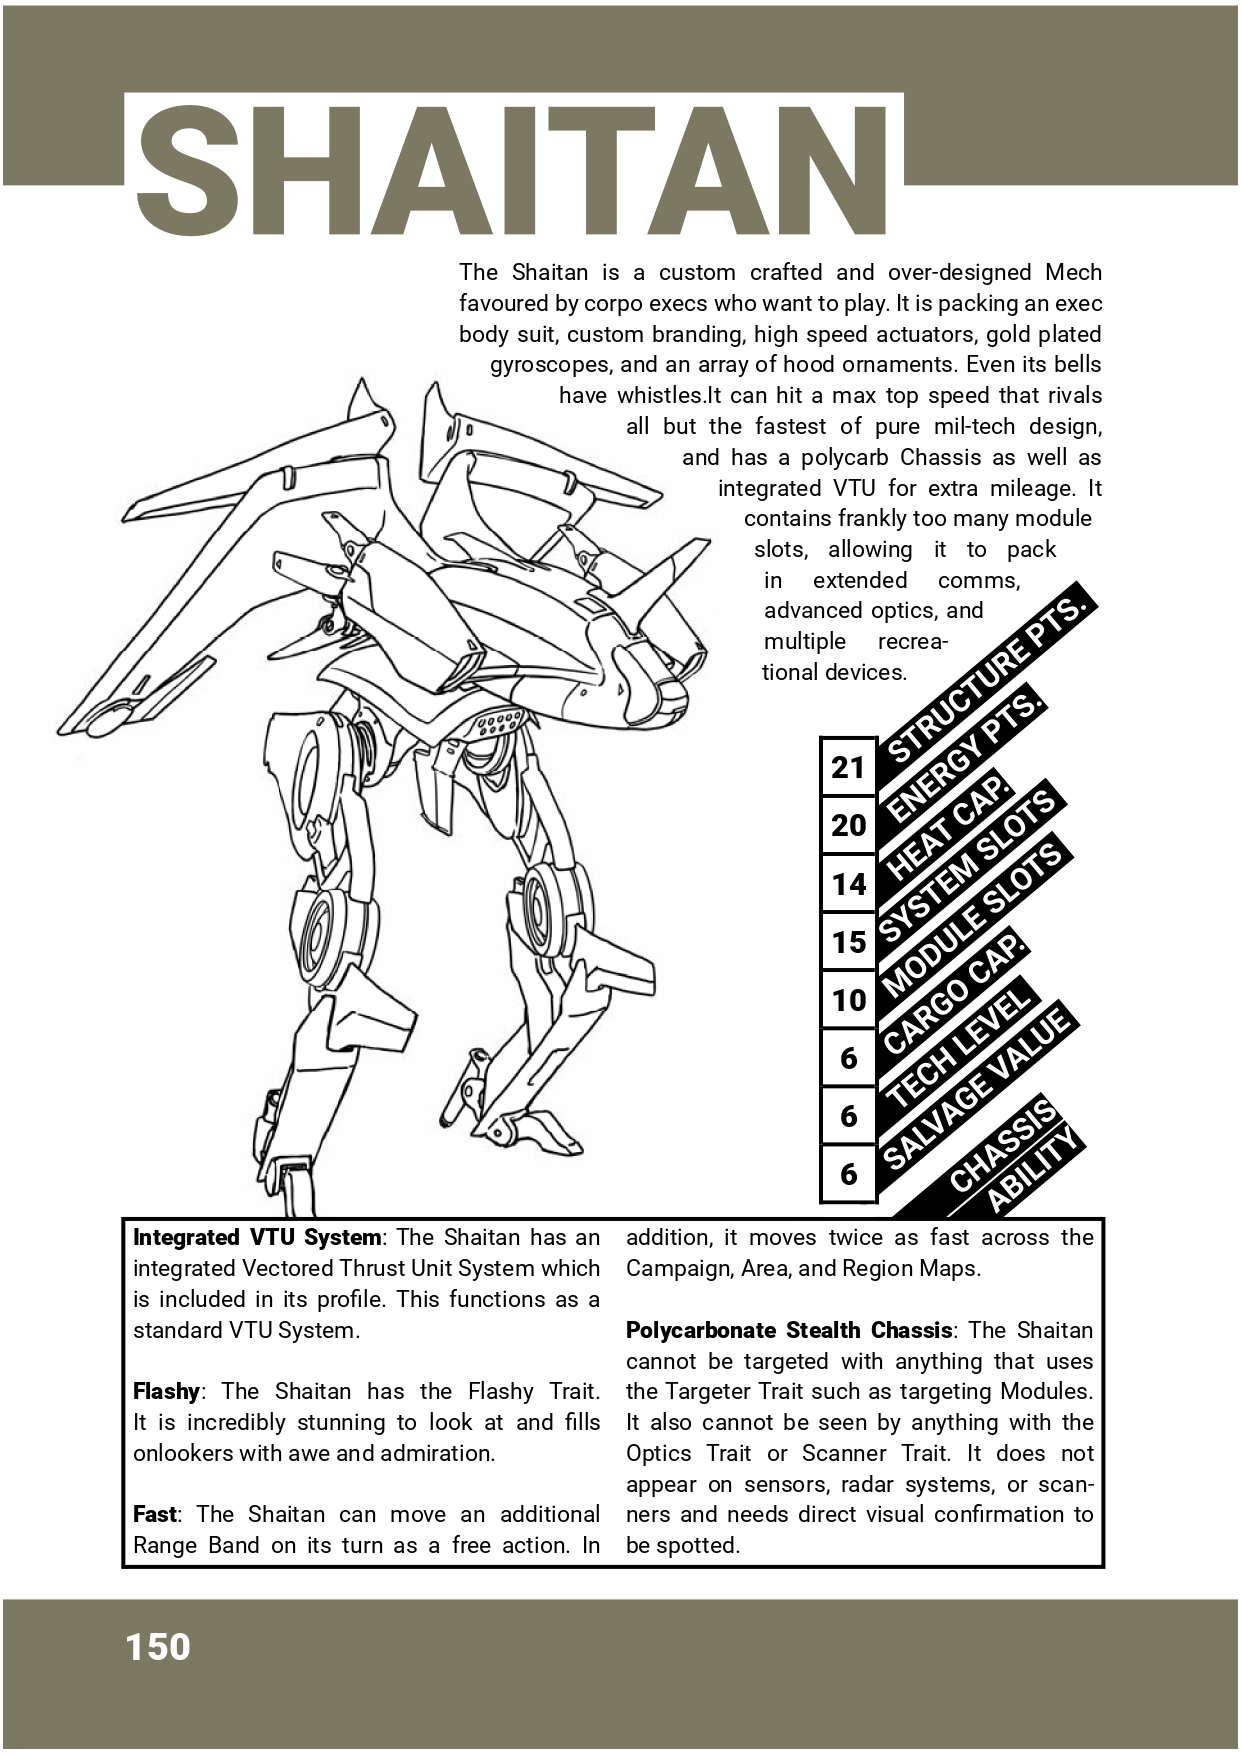 SHAITAN
The Shaitan is a custom crafted and over-designed Mech
favoured by corpo execs who want to play. It is packing an exec
body suit, custom branding, high speed actuators, gold plated
gyroscopes, and an array of hood ornaments. Even its bells
have whistles.It can hit a max top speed that rivals
all but the fastest of pure mil-tech design,
and has a polycarb Chassis as well as
integrated VTU for extra mileage. It
contains frankly too many module
slots, allowing it to pack
in extended comms,
advanced optics, and
multiple recrea-
tional devices.
21 STRUCTURE PTS.
20 ENERGY PTS.
14 HEAT CAP.
15 SYSTEM SLOTS
10 MODULE SLOTS
6 CARGO CAP.
6 TECH LEVEL
6 SALVAGE VALUE
CHASSIS
ABILITY
Integrated VTU System: The Shaitan has an
integrated Vectored Thrust Unit System which
is included in its profile. This functions as a
standard VTU System.
Flashy: The Shaitan has the Flashy Trait.
It is incredibly stunning to look at and fills
onlookers with awe and admiration.
Fast: The Shaitan can move an additional
Range Band on its turn as a free action. In
addition, it moves twice as fast across the
Campaign, Area, and Region Maps.
Polycarbonate Stealth Chassis: The Shaitan
cannot be targeted with anything that uses
the Targeter Trait such as targeting Modules.
It also cannot be seen by anything with the
Optics Trait or Scanner Trait. It does not
appear on sensors, radar systems, or scan-
ners and needs direct visual confirmation to
be spotted.
150